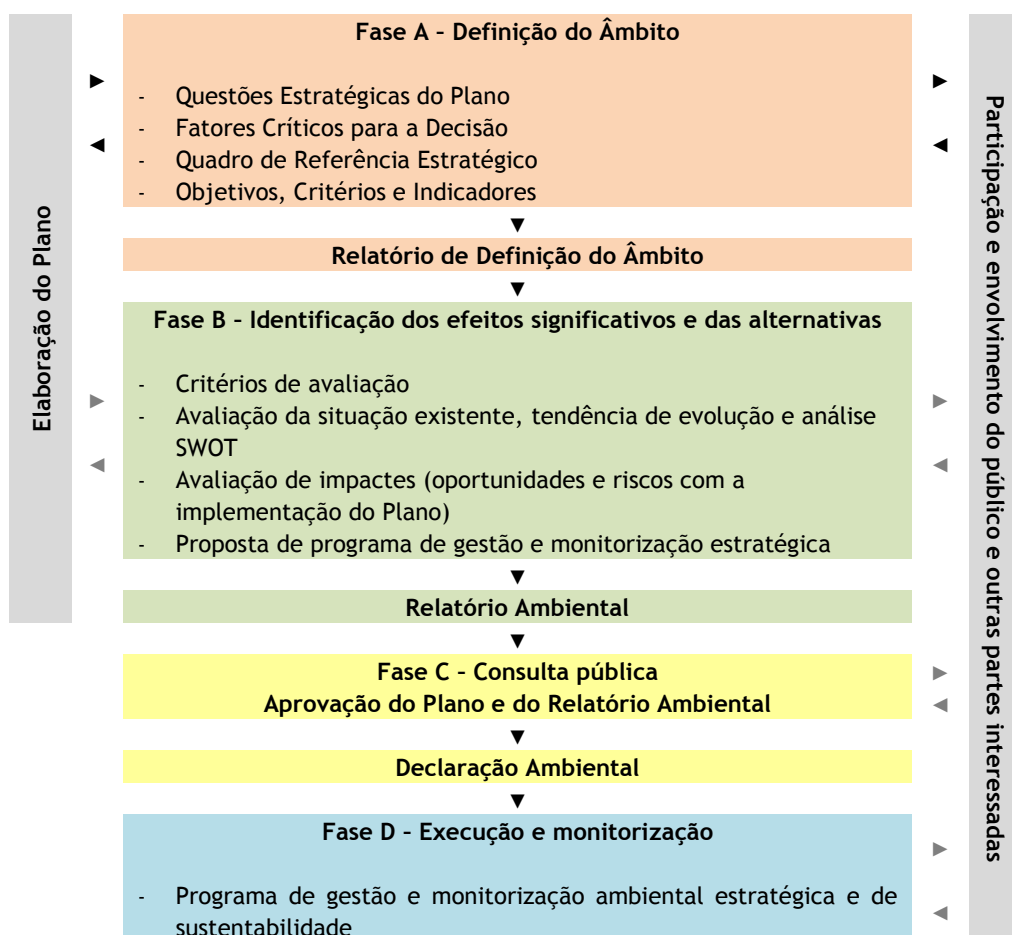 Elaboração do Plano
Fase A – Definição do Âmbito
- Questões Estratégicas do Plano
- Fatores Críticos para a Decisão
- Quadro de Referência Estratégico
- Objetivos, Critérios e Indicadores
Relatório de Definição do Âmbito
Fase B – Identificação dos efeitos significativos e das alternativas
- Critérios de avaliação
- Avaliação da situação existente, tendência de evolução e análise
SWOT
- Avaliação de impactes (oportunidades e riscos com a
implementação do Plano)
- Proposta de programa de gestão e monitorização estratégica
Relatório Ambiental
Fase C – Consulta pública
Aprovação do Plano e do Relatório Ambiental
Declaração Ambiental
Fase D – Execução e monitorização
- Programa de gestão e monitorização ambiental estratégica e de
sustentabilidade
Participação e envolvimento do público e outras partes interessadas